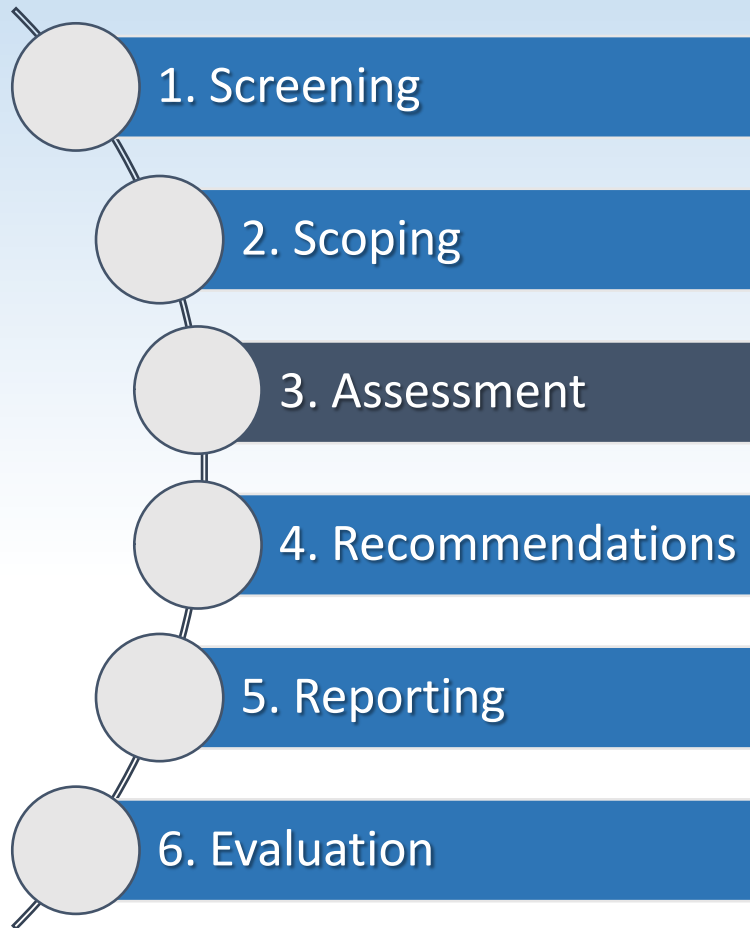 1. Screening
2. Scoping
3. Assessment
4. Recommendations
5. Reporting
6. Evaluation